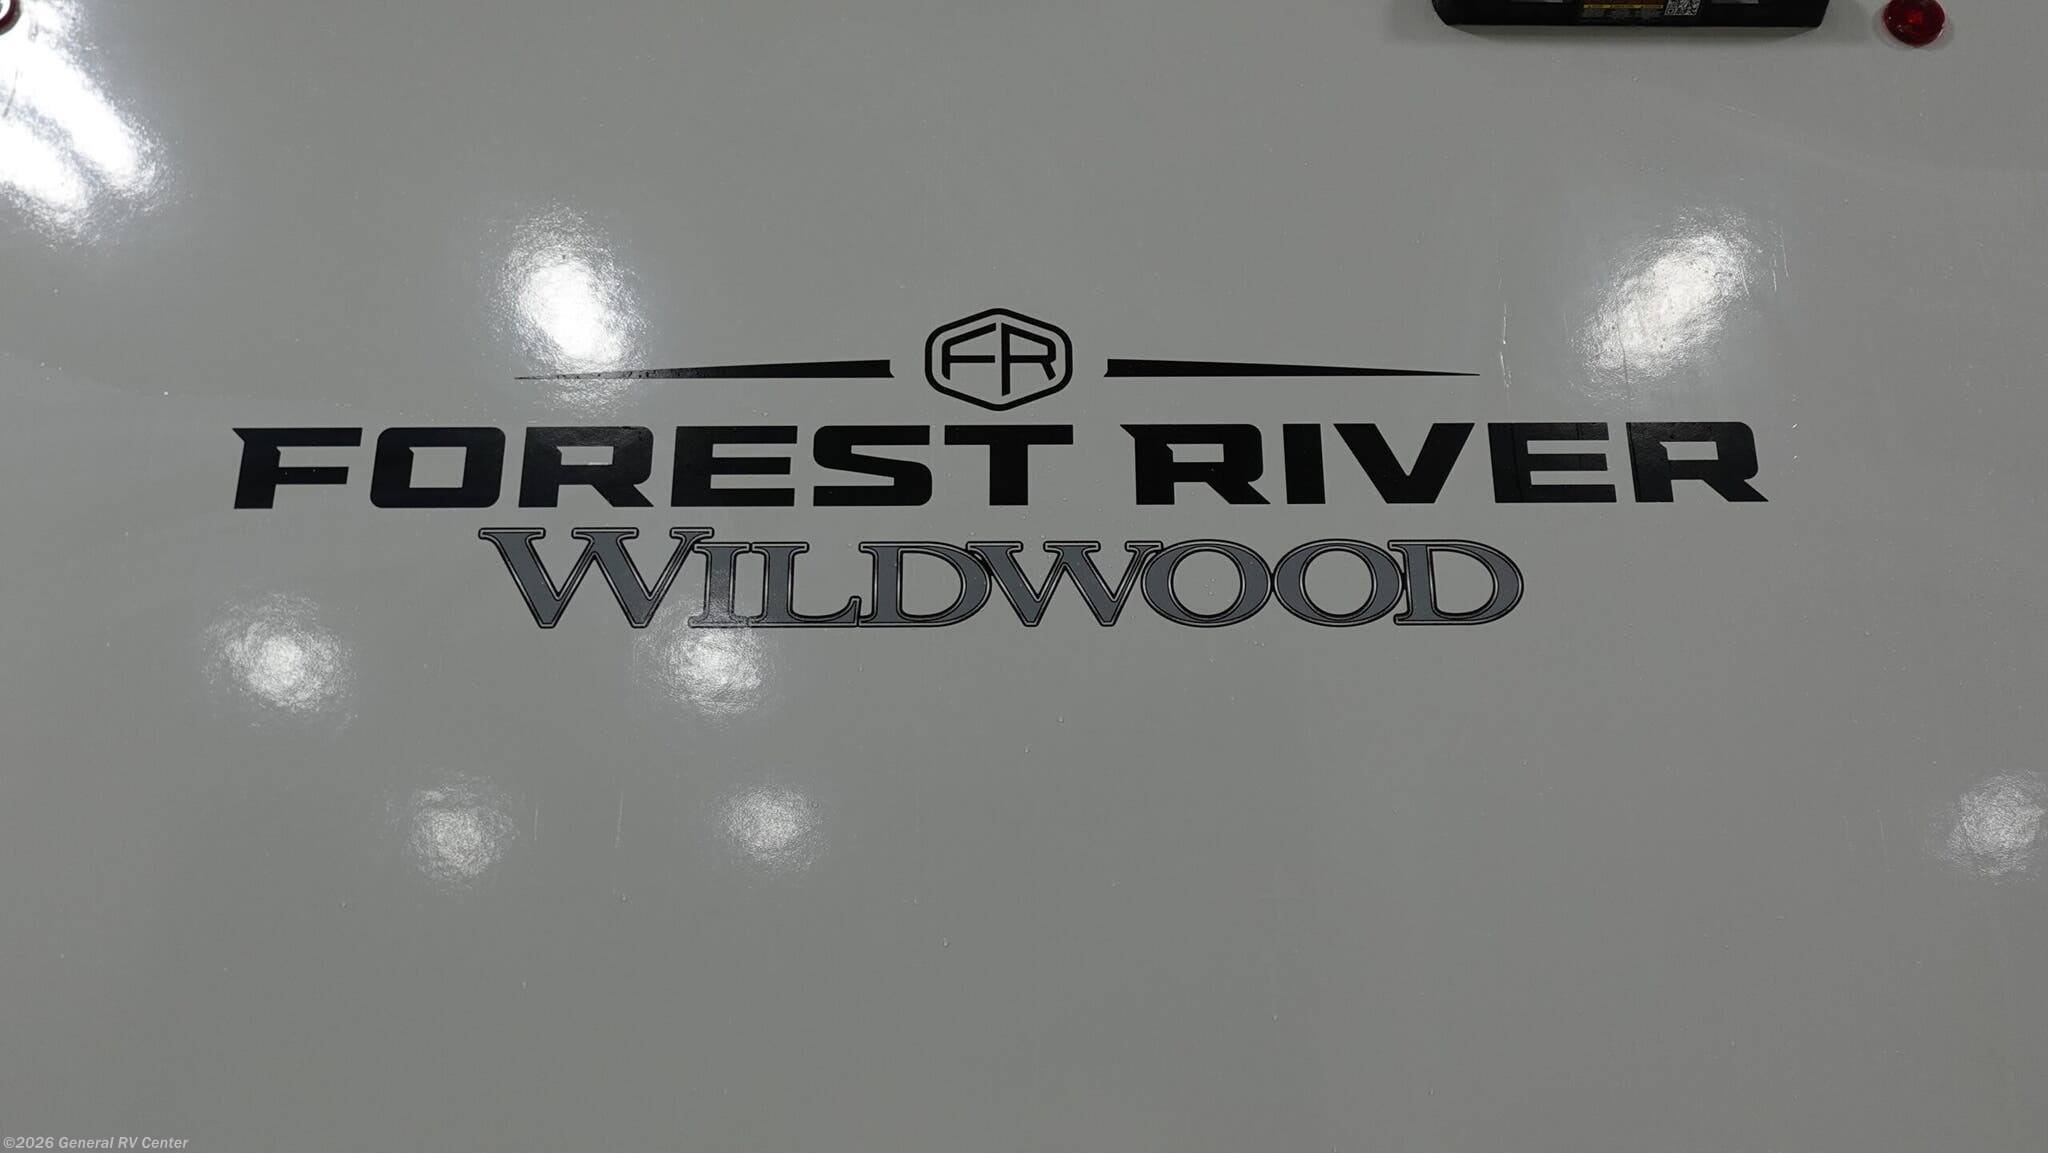 FR
FOREST RIVER
WILDWOOD
©2026 General RV Center